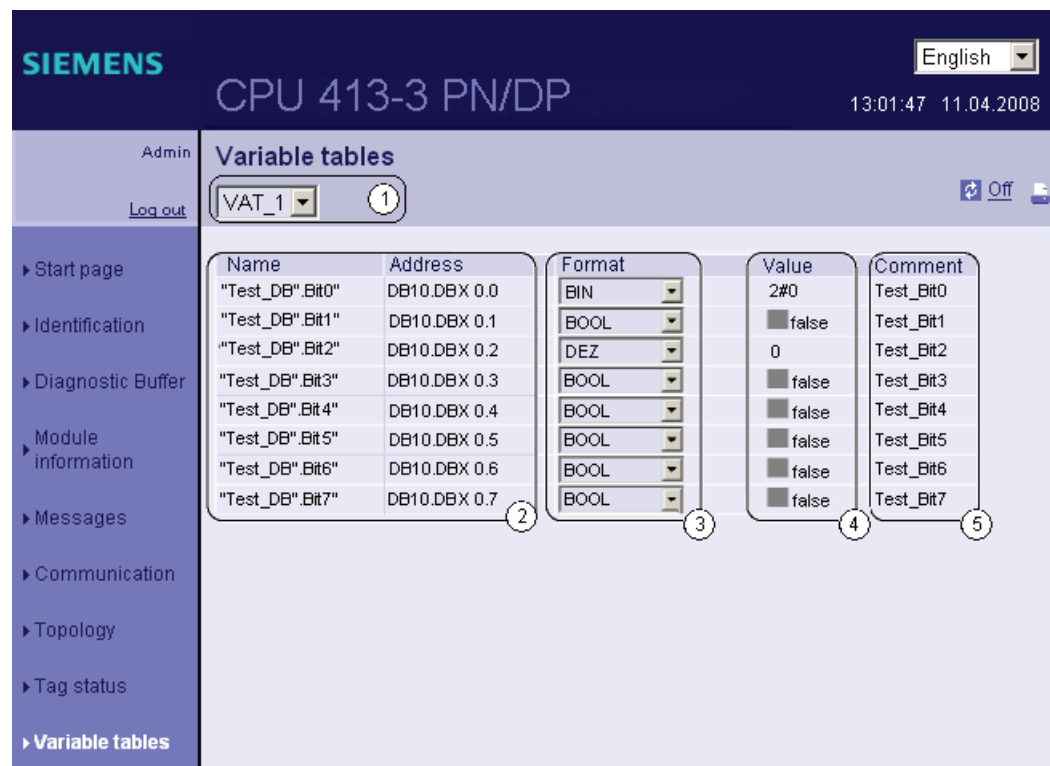 SIEMENS
English
CPU 413-3 PN/DP
13:01:47 11.04.2008
Admin
Log out
Variable tables
VAT_1
1
Off
Start page
Identification
Diagnostic Buffer
Module
information
Messages
Communication
Topology
Tag status
Variable tables
Name Address Format Value Comment
"Test_DB".Bit0" DB10.DBX 0.0 BIN 2#0 Test_Bit0
"Test_DB".Bit1" DB10.DBX 0.1 BOOL false Test_Bit1
"Test_DB".Bit2" DB10.DBX 0.2 DEZ 0 Test_Bit2
"Test_DB".Bit3" DB10.DBX 0.3 BOOL false Test_Bit3
"Test_DB".Bit4" DB10.DBX 0.4 BOOL false Test_Bit4
"Test_DB".Bit5" DB10.DBX 0.5 BOOL false Test_Bit5
"Test_DB".Bit6" DB10.DBX 0.6 BOOL false Test_Bit6
"Test_DB".Bit7" DB10.DBX 0.7 BOOL false Test_Bit7
2 3 4 5